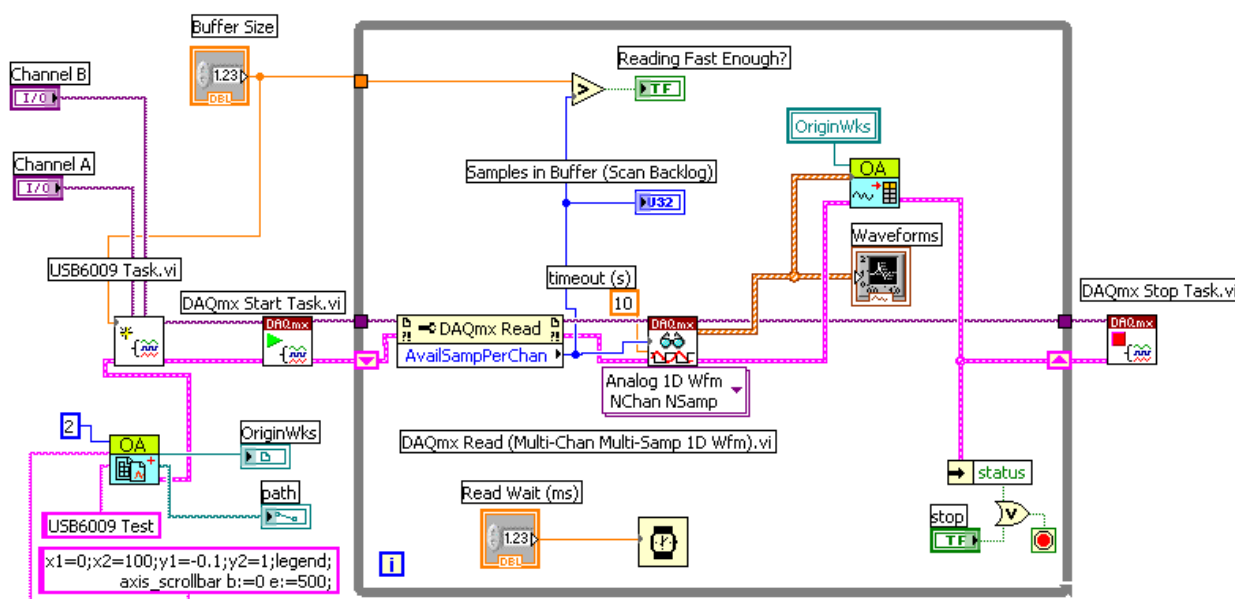 Buffer Size
1.23
DBL
Channel B
I/O
Channel A
I/O
Reading Fast Enough?
>
TF
OriginWks
OA
Samples in Buffer (Scan Backlog)
U32
Waveforms
USB6009 Task.vi
timeout (s)
10
DAQmx Start Task.vi
DAQmx
DAQmx Stop Task.vi
DAQmx
DAQmx Read
AvailSampPerChan
DAQmx
Analog 1D Wfm
NChan NSamp
DAQmx Read (Multi-Chan Multi-Samp 1D Wfm).vi
2
OA
OriginWks
path
USB6009 Test
x1=0;x2=100;y1=-0.1;y2=1;legend;
axis_scrollbar b:=0 e:=500;
Read Wait (ms)
1.23
DBL
status
stop
TF
V
i